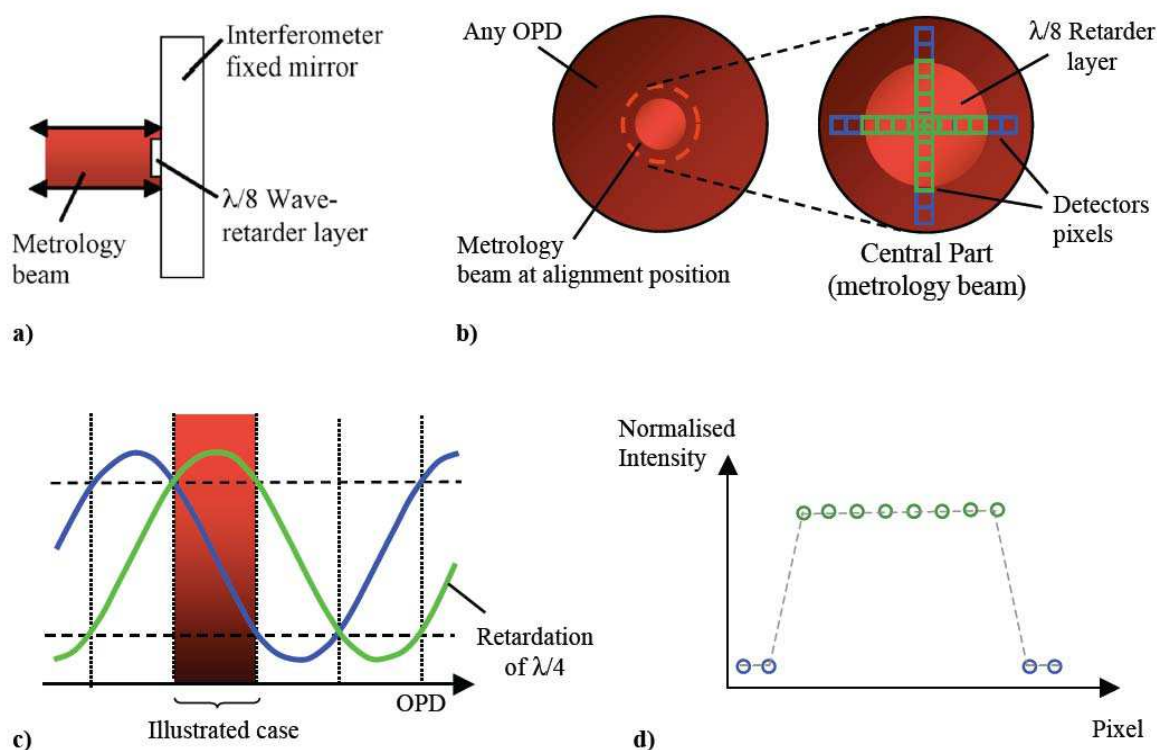 Interferometer
fixed mirror
λ/8 Wave-
retarder layer
Metrology
beam
a)
Any OPD
λ/8 Retarder
layer
Detectors
pixels
Metrology
beam at alignment position
Central Part
(metrology beam)
b)
Retardation
of λ/4
OPD
Illustrated case
c)
Normalised
Intensity
Pixel
d)